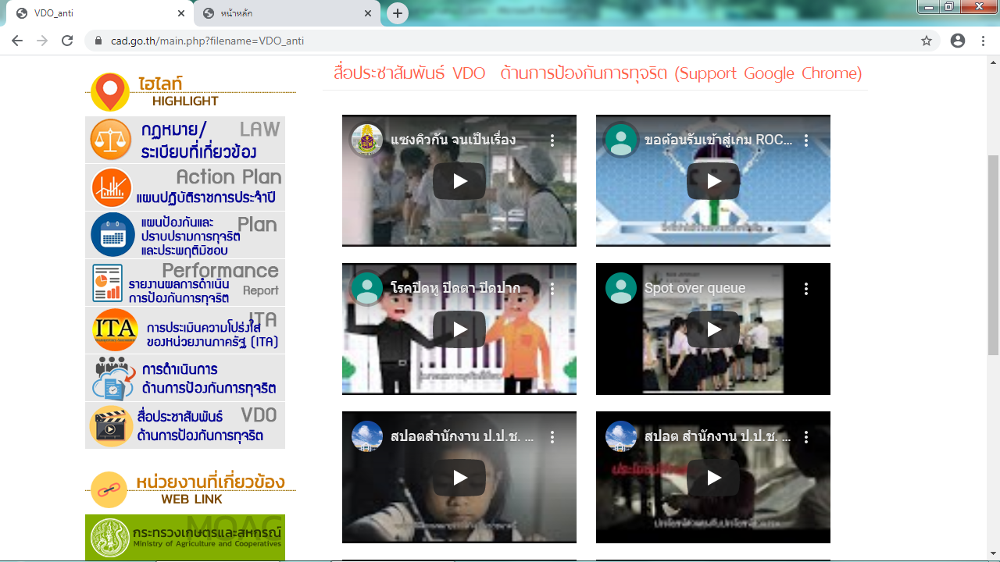 VDO_anti
หน้าหลัก
cad.go.th/main.php?filename=VDO_anti
ไฮไลท์
HIGHLIGHT
กฎหมาย/ LAW
ระเบียบที่เกี่ยวข้อง
Action Plan
แผนปฏิบัติราชการประจำปี
แผนป้องกันและ Plan
ปราบปรามการทุจริต
และประพฤติมิชอบ
Performance
รายงานผลการดำเนิน
การป้องกันการทุจริต Report
ITA
ITA
การประเมินความโปร่งใส
ของหน่วยงานภาครัฐ (ITA)
การดำเนินการ
ด้านการป้องกันการทุจริต
สื่อประชาสัมพันธ์ VDO
ด้านการป้องกันการทุจริต
หน่วยงานที่เกี่ยวข้อง
WEB LINK
MOAC
กระทรวงเกษตรและสหกรณ์
Ministry of Agriculture and Cooperatives
สื่อประชาสัมพันธ์ VDO ด้านการป้องกันการทุจริต (Support Google Chrome)
แซงคิวกัน จนเป็นเรื่อง
ขอต้อนรับเข้าสู่เกม ROC...
โรคปิดหู ปิดตา ปิดปาก
Spot over queue
สปอตสำนักงาน ป.ป.ช. ...
สปอต สำนักงาน ป.ป.ช. ...